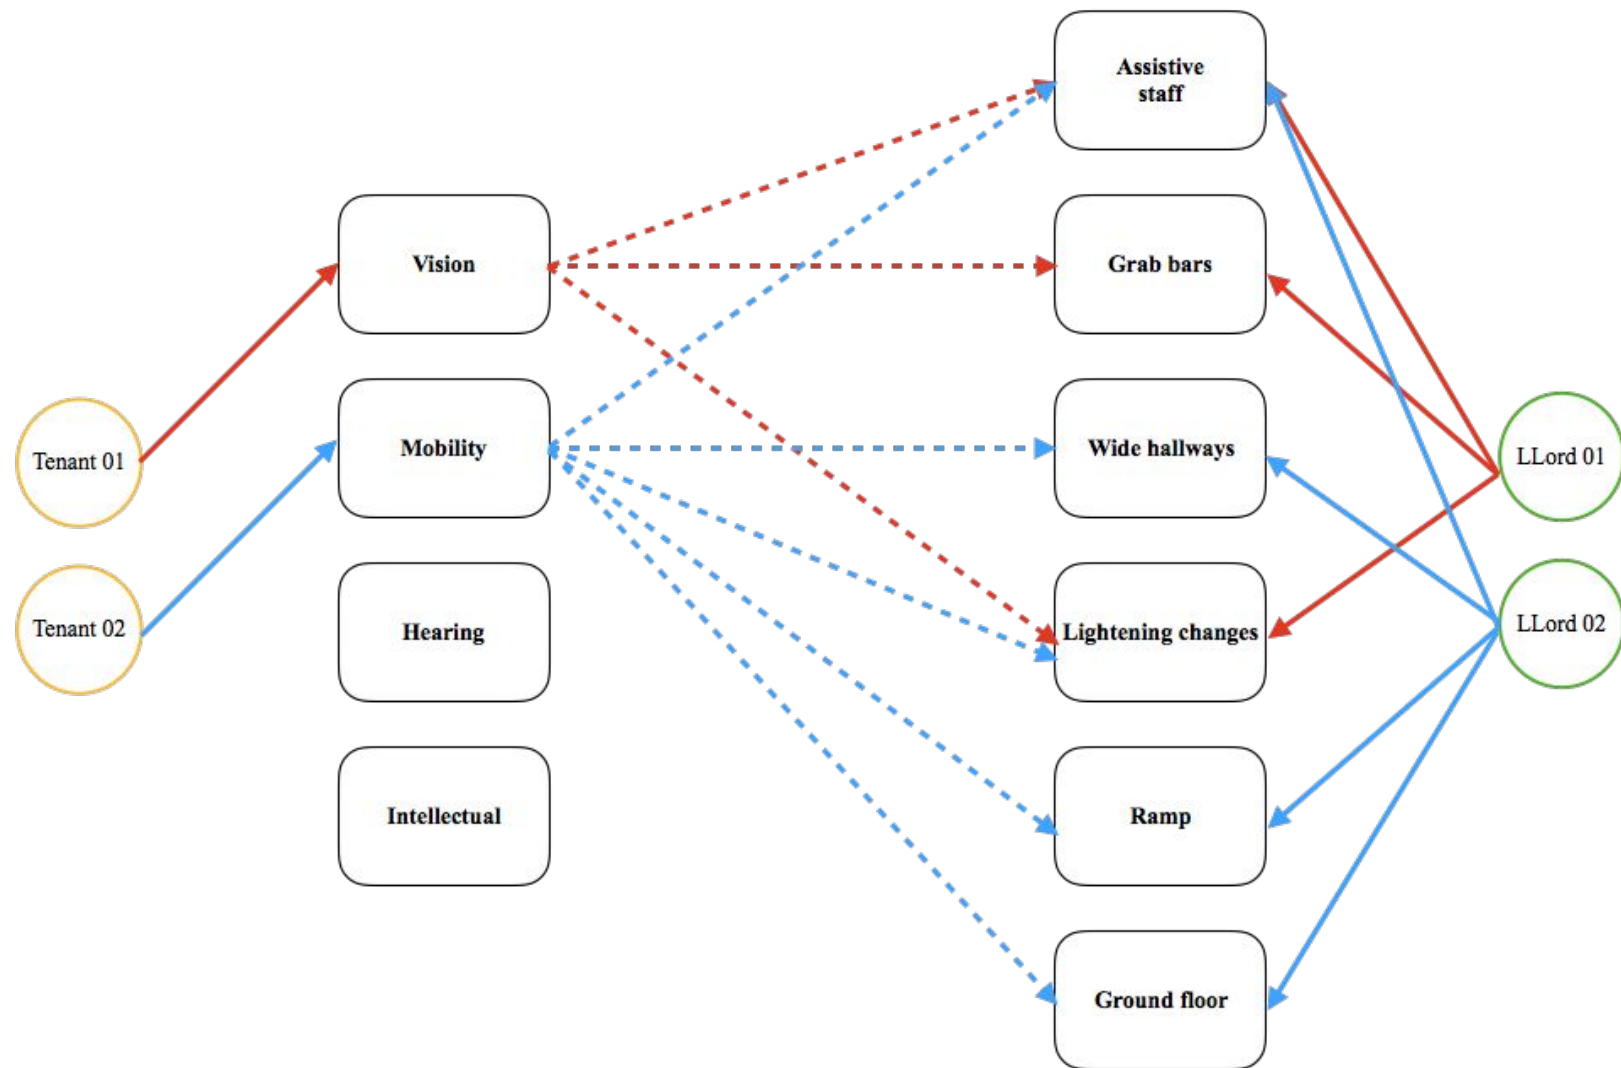 Assistive
staff
Vision
Grab bars
Tenant 01
Mobility
Wide hallways
LLord 01
Tenant 02
Hearing
Lightening changes
LLord 02
Intellectual
Ramp
Ground floor